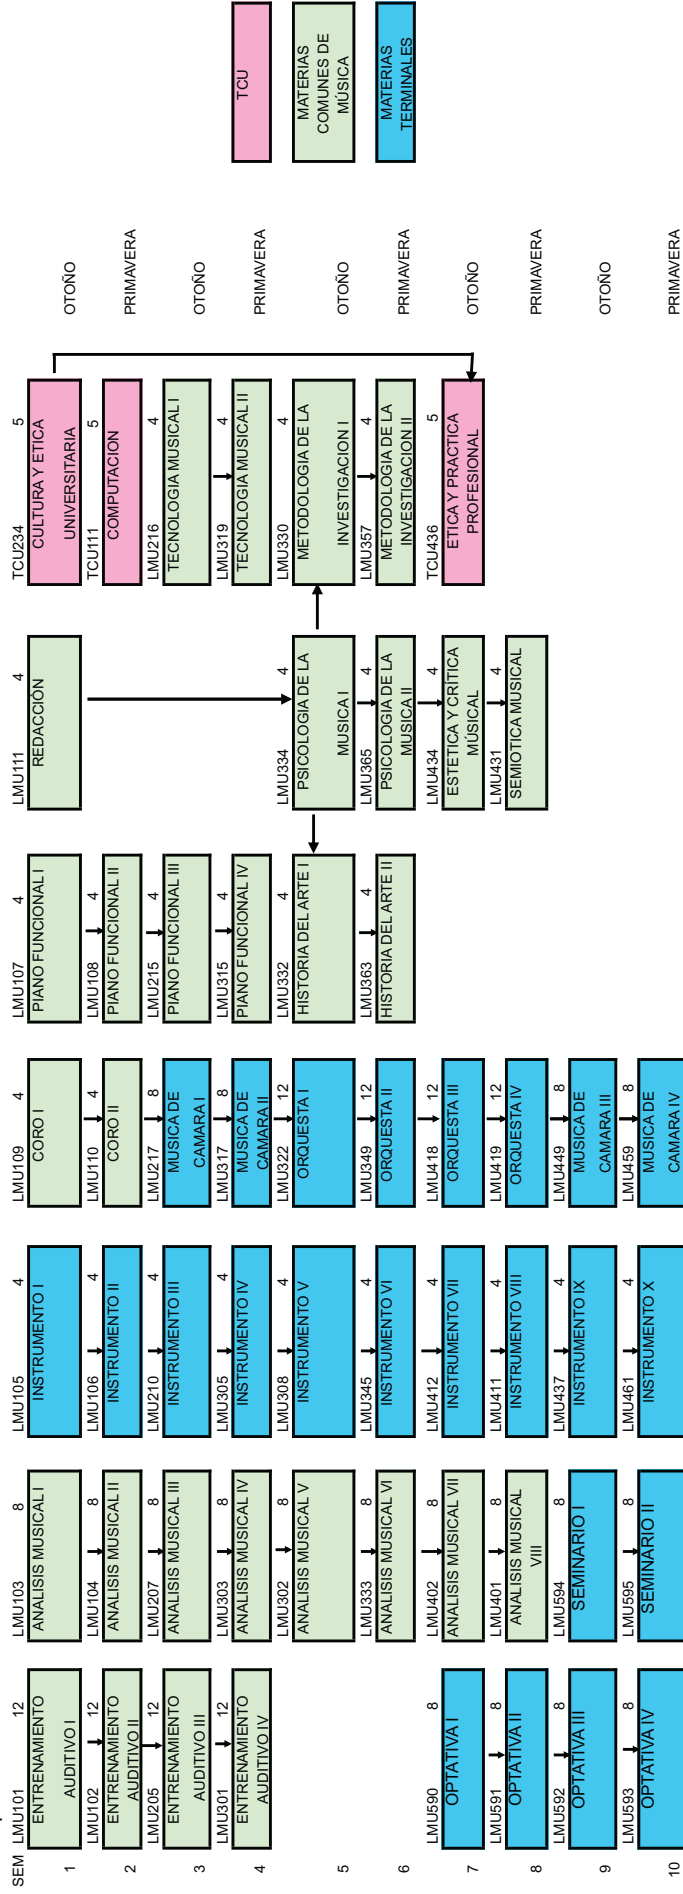 SEM
LMU101 12
ENTRENAMIENTO
AUDITIVO I
LMU103 8
ANALISIS MUSICAL I
LMU105 4
INSTRUMENTO I
LMU109 4
CORO I
LMU107 4
PIANO FUNCIONAL I
LMU111 4
REDACCIÓN
TCU234 5
CULTURA Y ETICA
UNIVERSITARIA
1
OTOÑO
LMU102 12
ENTRENAMIENTO
AUDITIVO II
LMU104 8
ANALISIS MUSICAL II
LMU106 4
INSTRUMENTO II
LMU110 4
CORO II
LMU108 4
PIANO FUNCIONAL II
TCU111 5
COMPUTACION
2
PRIMAVERA
LMU205 12
ENTRENAMIENTO
AUDITIVO III
LMU207 8
ANALISIS MUSICAL III
LMU210 4
INSTRUMENTO III
LMU217 8
MUSICA DE
CAMARA I
LMU215 4
PIANO FUNCIONAL III
LMU216 4
TECNOLOGIA MUSICAL I
3
OTOÑO
LMU301 12
ENTRENAMIENTO
AUDITIVO IV
LMU303 8
ANALISIS MUSICAL IV
LMU305 4
INSTRUMENTO IV
LMU317 8
MUSICA DE
CAMARA II
LMU315 4
PIANO FUNCIONAL IV
LMU319 4
TECNOLOGIA MUSICAL II
4
PRIMAVERA
LMU302 8
ANALISIS MUSICAL V
LMU308 4
INSTRUMENTO V
LMU322 12
ORQUESTA I
LMU332 4
HISTORIA DEL ARTE I
LMU334 4
PSICOLOGIA DE LA
MUSICA I
LMU330 4
METODOLOGIA DE LA
INVESTIGACION I
5
OTOÑO
LMU333 8
ANALISIS MUSICAL VI
LMU345 4
INSTRUMENTO VI
LMU349 12
ORQUESTA II
LMU363 4
HISTORIA DEL ARTE II
LMU365 4
PSICOLOGIA DE LA
MUSICA II
LMU357 4
METODOLOGIA DE LA
INVESTIGACION II
6
PRIMAVERA
LMU590 8
OPTATIVA I
LMU402 8
ANALISIS MUSICAL VII
LMU412 4
INSTRUMENTO VII
LMU418 12
ORQUESTA III
LMU434 4
ESTETICA Y CRÍTICA
MÚSICAL
TCU436 5
ETICA Y PRACTICA
PROFESIONAL
7
OTOÑO
LMU591 8
OPTATIVA II
LMU401 8
ANALISIS MUSICAL
VIII
LMU411 4
INSTRUMENTO VIII
LMU419 12
ORQUESTA IV
LMU431 4
SEMIOTICA MUSICAL
8
PRIMAVERA
LMU592 8
OPTATIVA III
LMU594 8
SEMINARIO I
LMU437 4
INSTRUMENTO IX
LMU449 8
MUSICA DE
CAMARA III
9
OTOÑO
LMU593 8
OPTATIVA IV
LMU595 8
SEMINARIO II
LMU461 4
INSTRUMENTO X
LMU459 8
MUSICA DE
CAMARA IV
10
PRIMAVERA
TCU
MATERIAS
COMUNES DE
MÚSICA
MATERIAS
TERMINALES